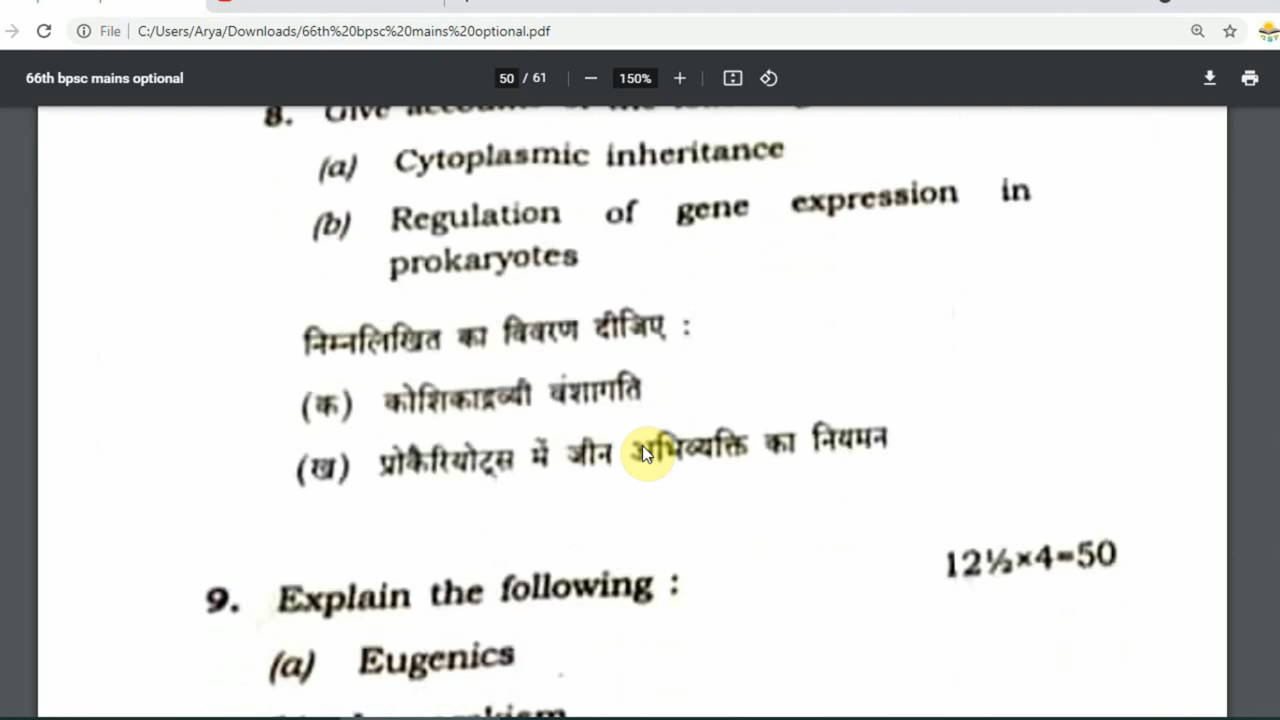 File | C:/Users/Arya/Downloads/66th%20bpsc%20mains%20optional.pdf
66th bpsc mains optional 50 / 61 150%
8. Give
(a) Cytoplasmic inheritance
(b) Regulation of gene expression in
prokaryotes
निम्नलिखित का विवरण दीजिए :
(क) कोशिकाद्रव्यी वंशागति
(ख) प्रोकैरियोट्स में जीन अभिव्यक्ति का नियमन
12½×4=50
9. Explain the following :
(a) Eugenics